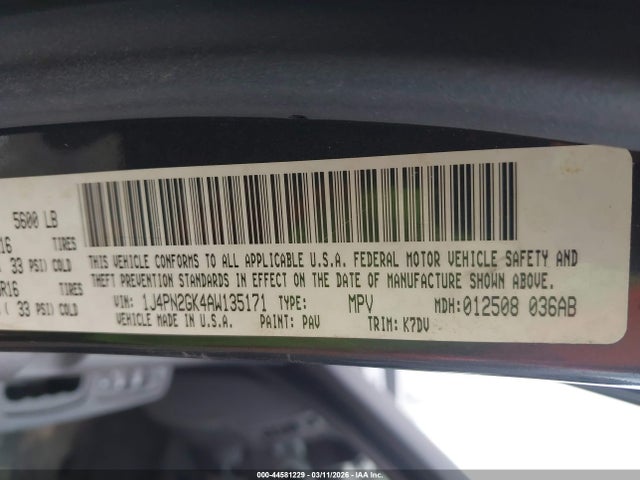 5600 LB
16 TIRES
( 33 PSI) COLD
R16 TIRES
( 33 PSI) COLD
THIS VEHICLE CONFORMS TO ALL APPLICABLE U.S.A. FEDERAL MOTOR VEHICLE SAFETY AND
THEFT PREVENTION STANDARDS IN EFFECT ON THE DATE OF MANUFACTURE SHOWN ABOVE.
VIN: 1J4PN2GK4AW135171 TYPE: MPV MDH: 012508 036AB
VEHICLE MADE IN U.S.A. PAINT: PAV TRIM: K7DV
000-44581229 - 03/11/2026 - IAA Inc.